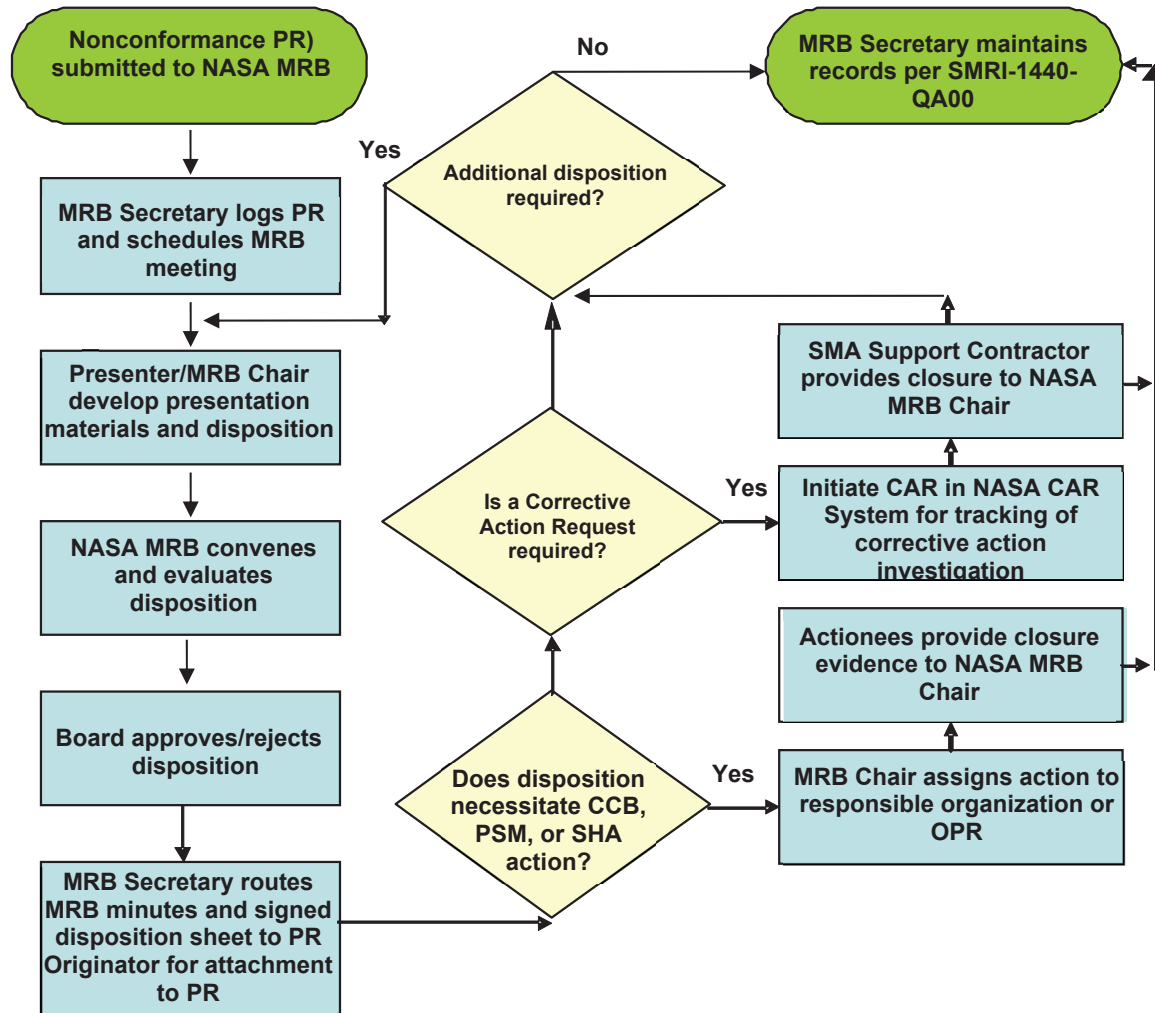 Nonconformance PR)
submitted to NASA MRB
MRB Secretary logs PR
and schedules MRB
meeting
Presenter/MRB Chair
develop presentation
materials and disposition
NASA MRB convenes
and evaluates
disposition
Board approves/rejects
disposition
MRB Secretary routes
MRB minutes and signed
disposition sheet to PR
Originator for attachment
to PR
Does disposition
necessitate CCB,
PSM, or SHA
action?
Yes
MRB Chair assigns action to
responsible organization or
OPR
Actionees provide closure
evidence to NASA MRB
Chair
Is a Corrective
Action Request
required?
Yes
Initiate CAR in NASA CAR
System for tracking of
corrective action
investigation
SMA Support Contractor
provides closure to NASA
MRB Chair
Additional disposition
required?
Yes
No
MRB Secretary maintains
records per SMRI-1440-
QA00